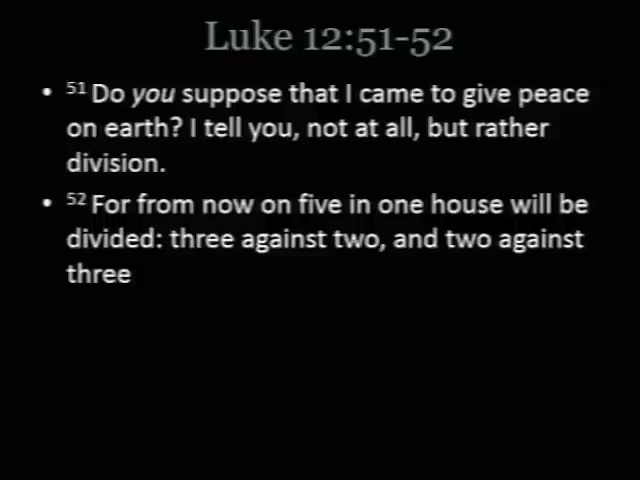 Luke 12:51-52
• 51 Do you suppose that I came to give peace
on earth? I tell you, not at all, but rather
division.
• 52 For from now on five in one house will be
divided: three against two, and two against
three